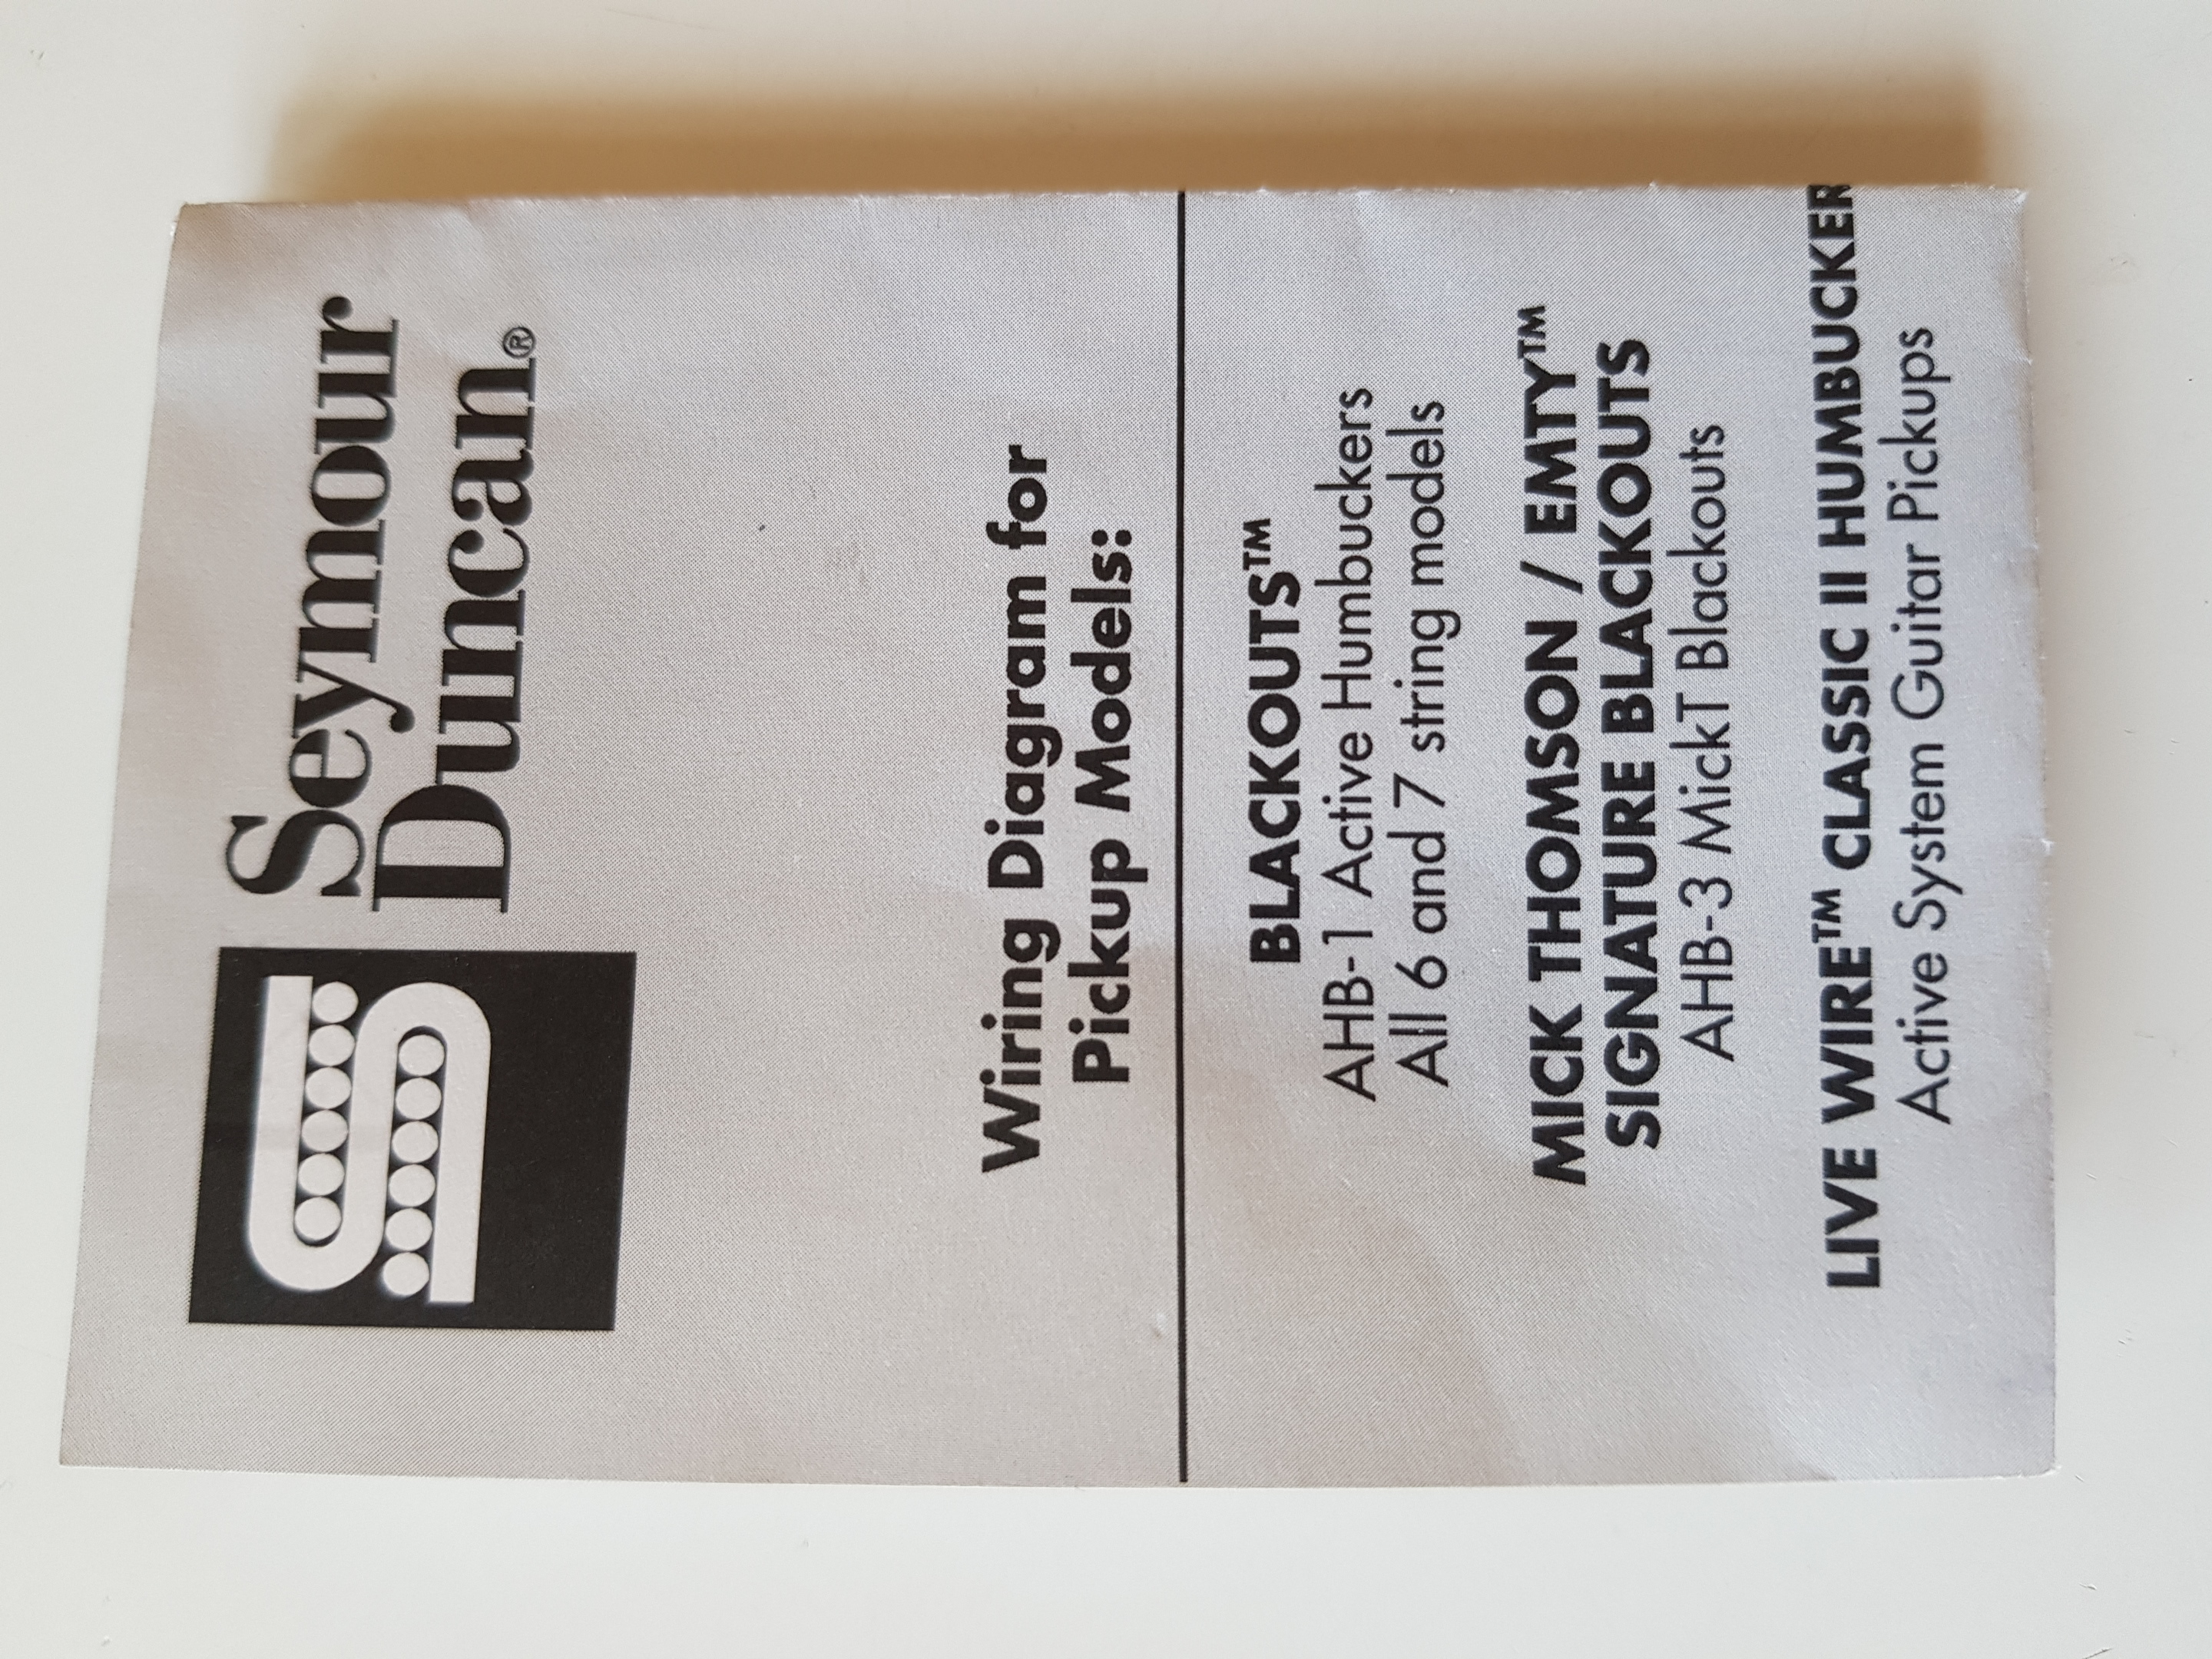 Seymour
Duncan®
Wiring Diagram for
Pickup Models:
BLACKOUTS™
AHB-1 Active Humbuckers
All 6 and 7 string models
MICK THOMSON / EMTY™
SIGNATURE BLACKOUTS
AHB-3 MickT Blackouts
LIVE WIRE™ CLASSIC II HUMBUCKER
Active System Guitar Pickups